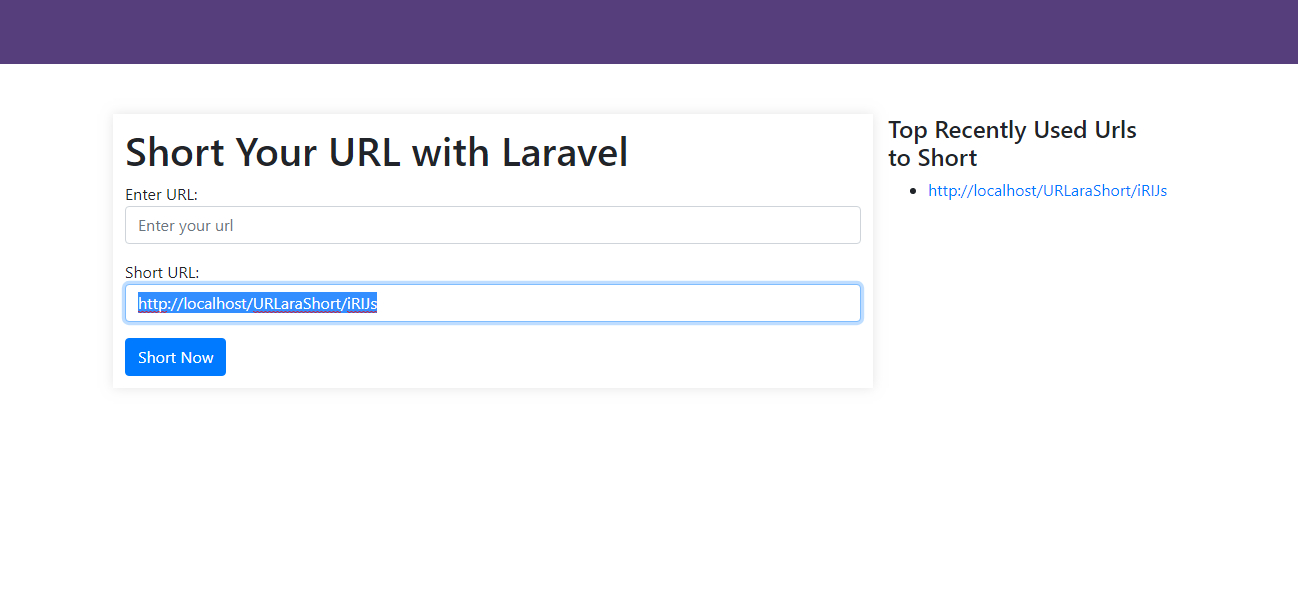 Short Your URL with Laravel
Enter URL:
Enter your url
Short URL:
http://localhost/URLaraShort/iRIJs
Short Now
Top Recently Used Urls
to Short
http://localhost/URLaraShort/iRIJs